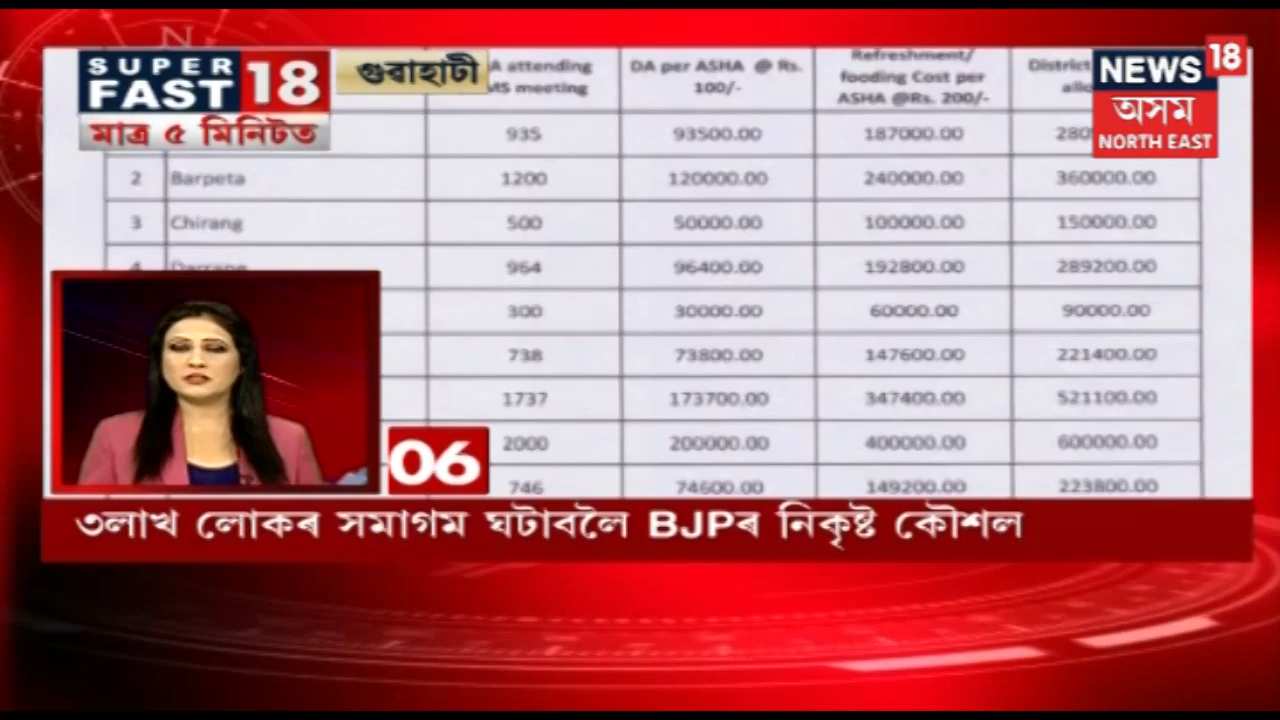 SUPER FAST 18
মাত্ৰ ৫ মিনিটত
গুৱাহাটী
NEWS 18
অসম
NORTH EAST
A attending DA per ASHA @ Rs. Refreshment/ District
MS meeting 100/- fooding Cost per
ASHA @Rs. 200/-
935 93500.00 187000.00
2 Barpeta 1200 120000.00 240000.00 360000.00
3 Chirang 500 50000.00 100000.00 150000.00
964 96400.00 192800.00 289200.00
300 30000.00 60000.00 90000.00
738 73800.00 147600.00 221400.00
1737 173700.00 347400.00 521100.00
2000 200000.00 400000.00 600000.00
746 74600.00 149200.00 223800.00
06
৩লাখ লোকৰ সমাগম ঘটাবলৈ BJPৰ নিকৃষ্ট কৌশল